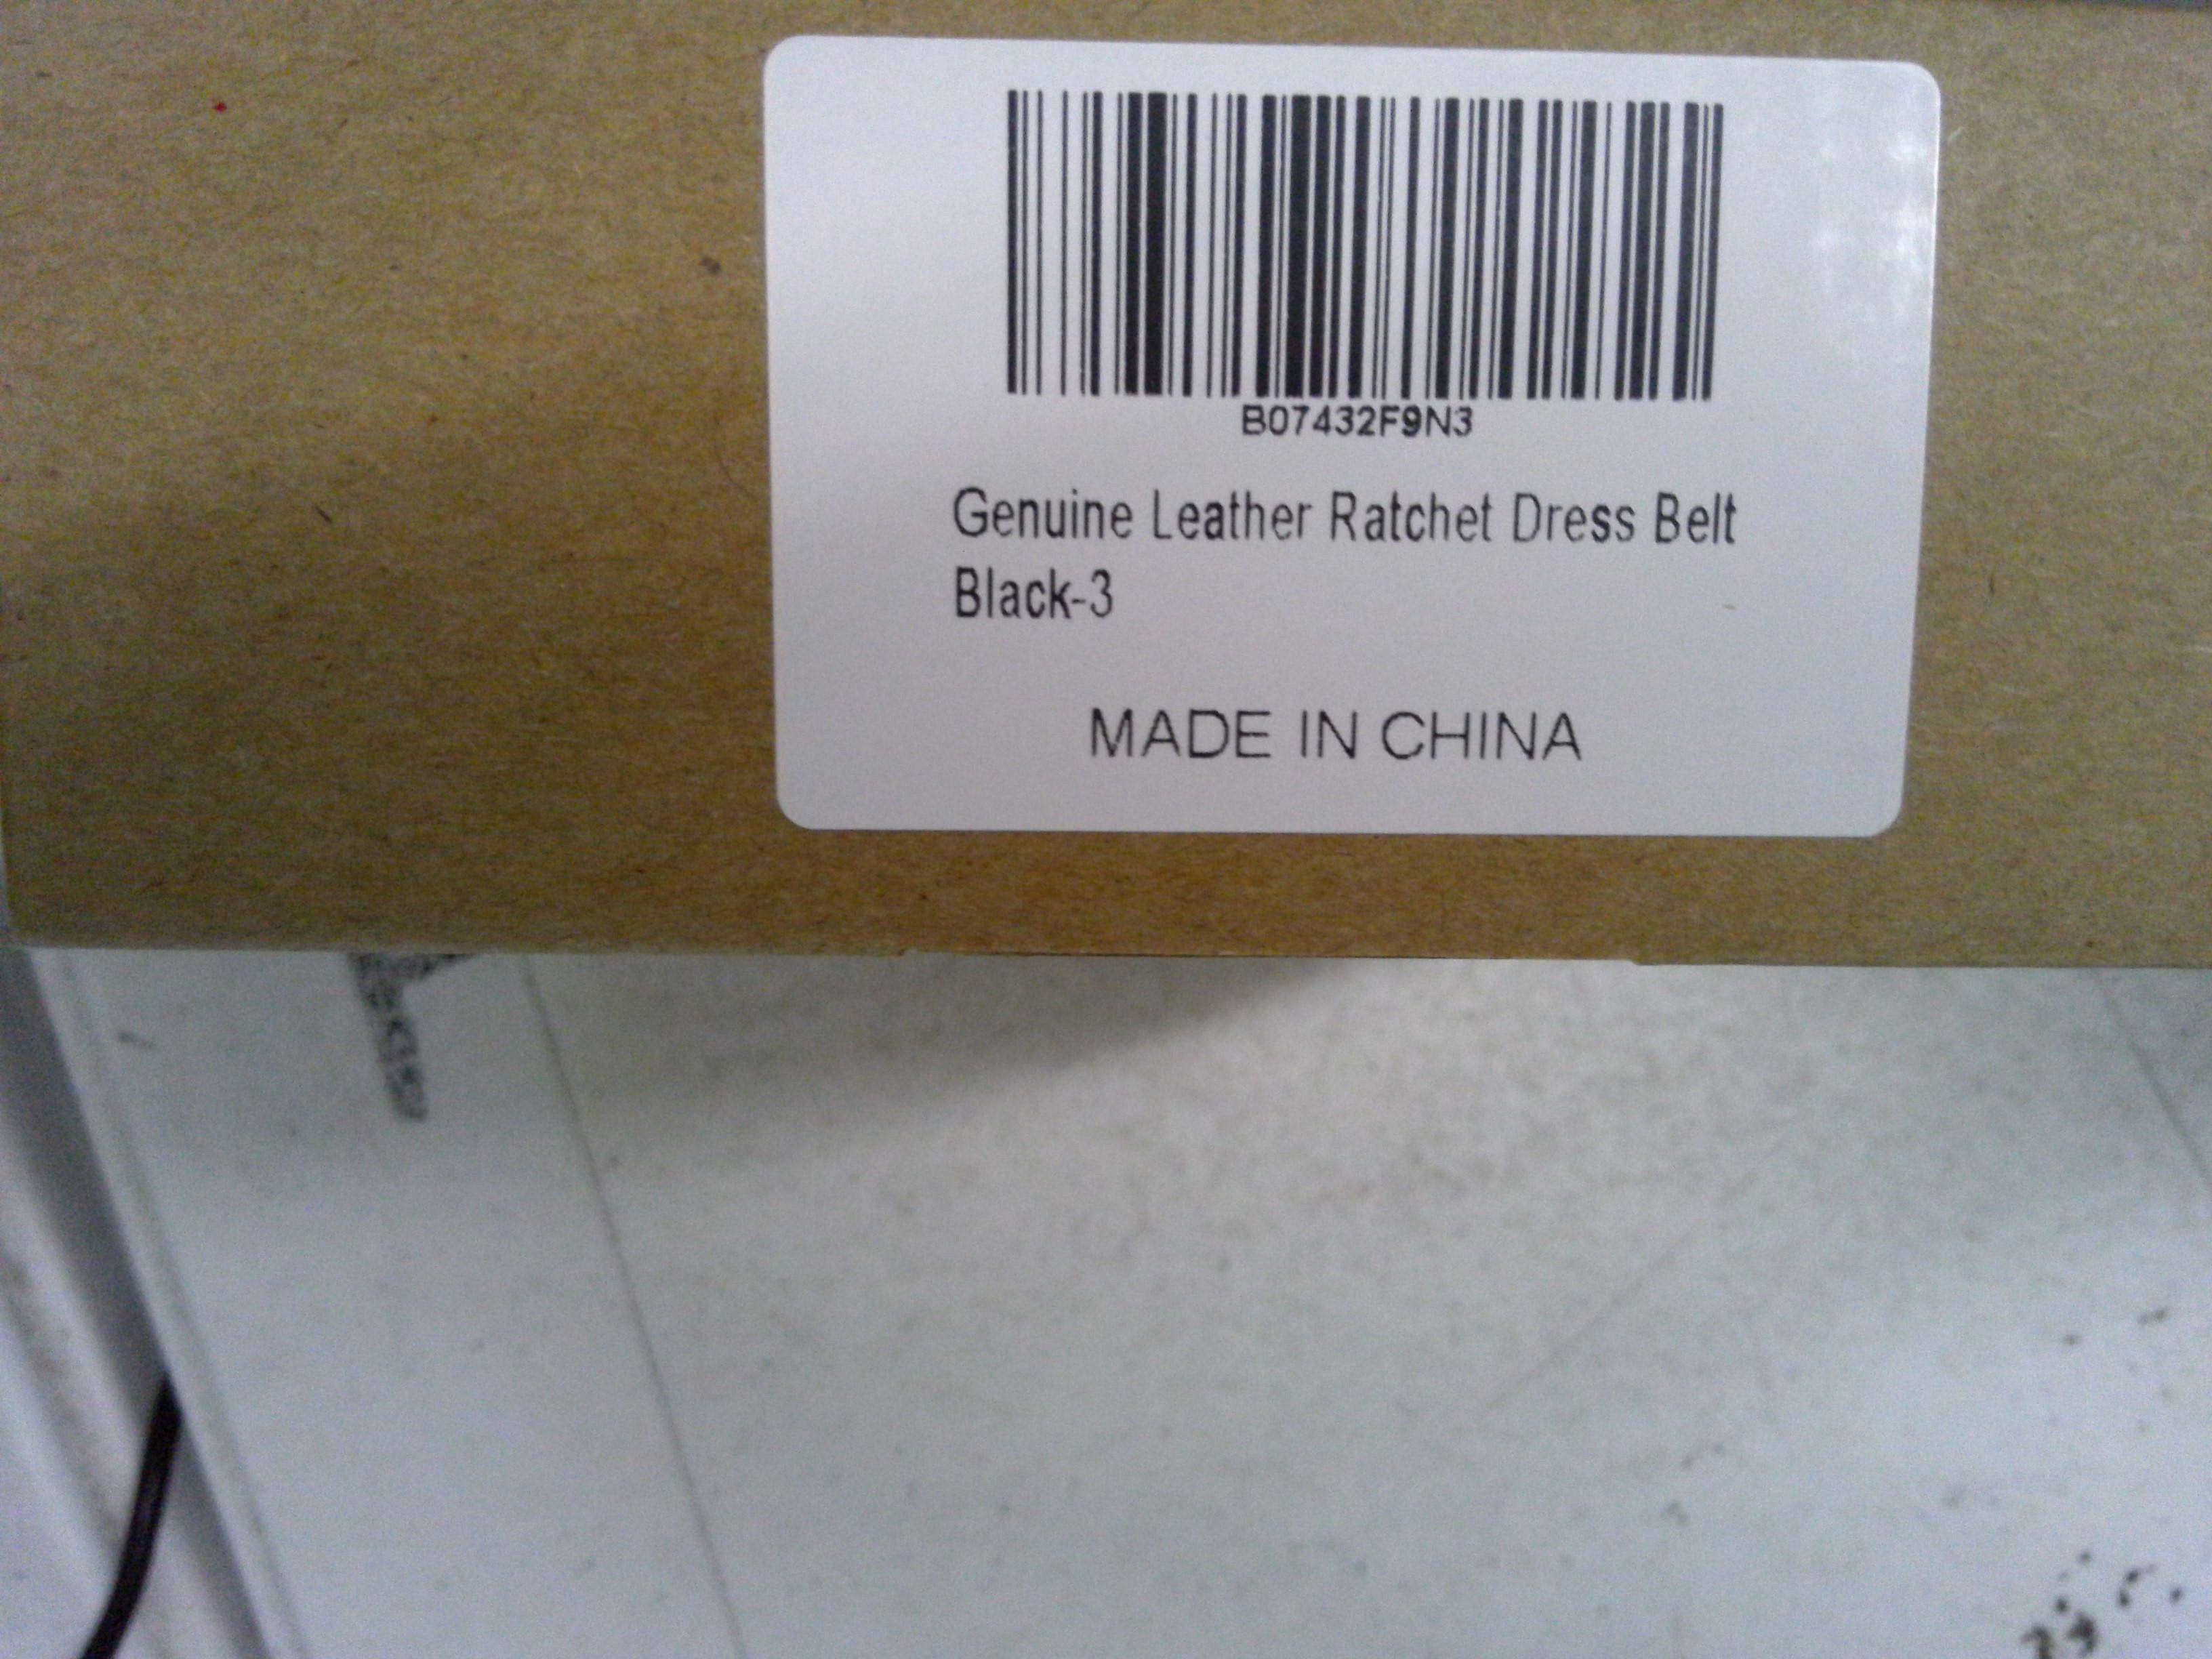 B07432F9N3
Genuine Leather Ratchet Dress Belt
Black-3
MADE IN CHINA